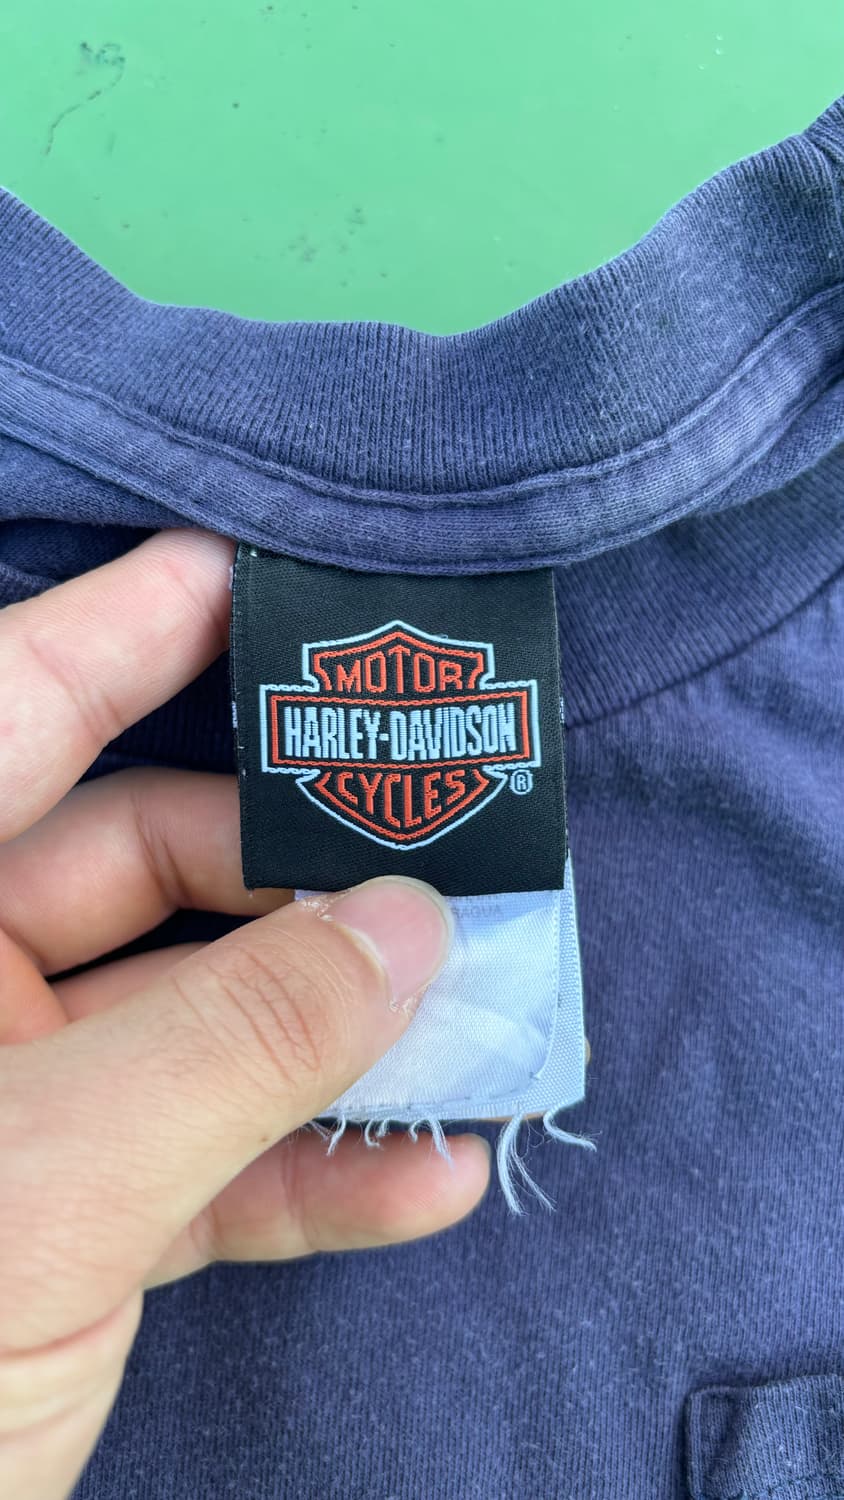 MOTOR
HARLEY-DAVIDSON
CYCLES
®